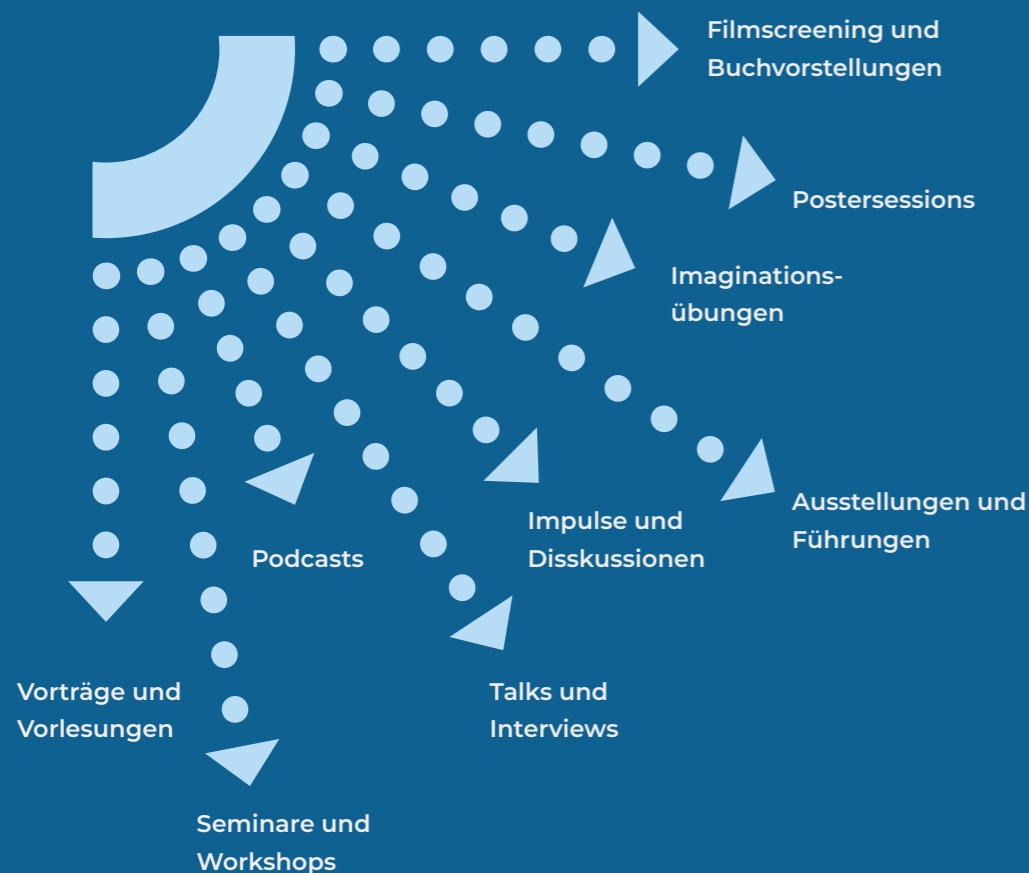 Filmscreening und
Buchvorstellungen
Postersessions
Imaginations-
übungen
Ausstellungen und
Führungen
Impulse und
Disskussionen
Podcasts
Talks und
Interviews
Vorträge und
Vorlesungen
Seminare und
Workshops